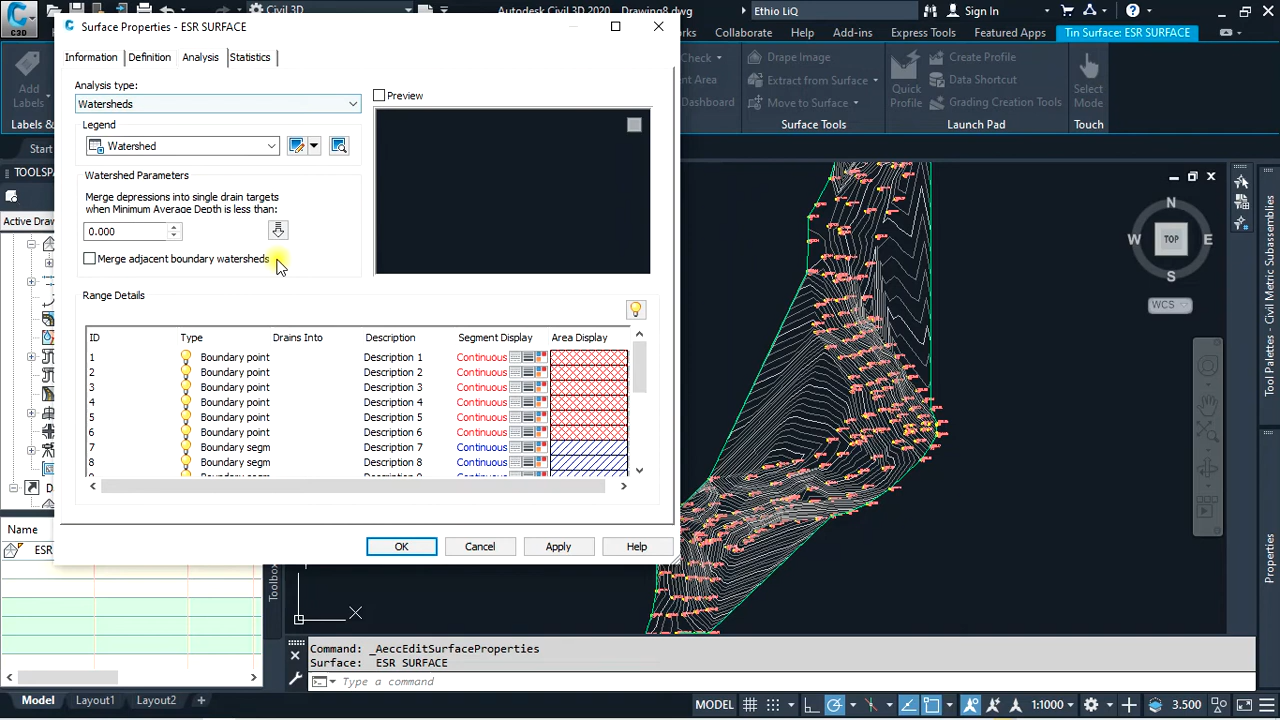 C3D
Civil 3D
Autodesk Civil 3D 2020 Drawing8.dwg
Ethio LiQ
Sign In
Surface Properties - ESR SURFACE
Collaborate
Help
Add-ins
Express Tools
Featured Apps
Tin Surface: ESR SURFACE
Add
Labels
Labels &
Check
Drape Image
Extract from Surface
Move to Surface
Surface Tools
Quick
Profile
Create Profile
Data Shortcut
Grading Creation Tools
Launch Pad
Select
Mode
Touch
Information
Definition
Analysis
Statistics
Analysis type:
Watersheds
Preview
Legend
Watershed
Watershed Parameters
Merge depressions into single drain targets
when Minimum Average Depth is less than:
0.000
Merge adjacent boundary watersheds
Range Details
ID Type Drains Into Description Segment Display Area Display
1 Boundary point Description 1 Continuous
2 Boundary point Description 2 Continuous
3 Boundary point Description 3 Continuous
4 Boundary point Description 4 Continuous
5 Boundary point Description 5 Continuous
6 Boundary point Description 6 Continuous
7 Boundary segn Description 7 Continuous
8 Boundary segn Description 8 Continuous
OK
Cancel
Apply
Help
Start
TOOLSP
Active Draw
D
Name
ESR
Toolbox
N
W
TOP
E
S
WCS
Tool Palettes - Civil Metric Subassemblies
Properties
Command: _AeccEditSurfaceProperties
Surface: ESR SURFACE
Type a command
Model
Layout1
Layout2
+
MODEL
1:1000
3.500